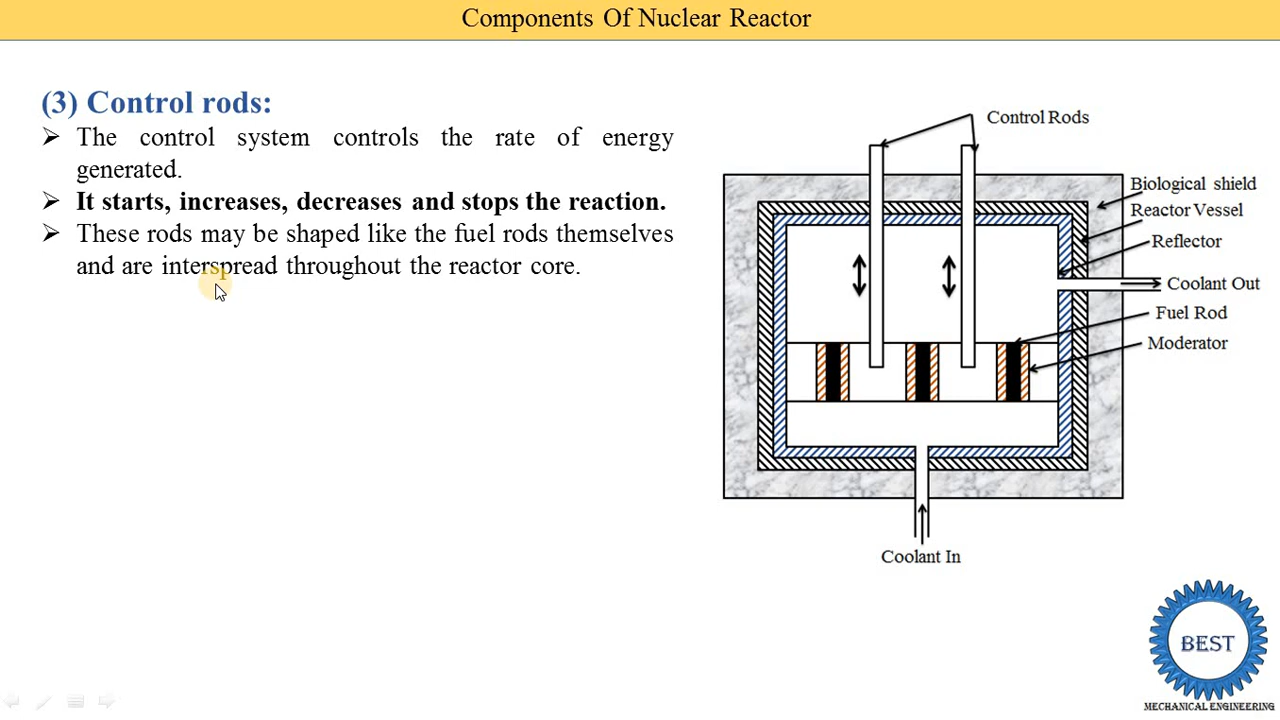 Components Of Nuclear Reactor
(3) Control rods:
➢ The control system controls the rate of energy
generated.
➢ It starts, increases, decreases and stops the reaction.
➢ These rods may be shaped like the fuel rods themselves
and are interspread throughout the reactor core.
Control Rods
Biological shield
Reactor Vessel
Reflector
Coolant Out
Fuel Rod
Moderator
Coolant In
BEST
MECHANICAL ENGINEERING